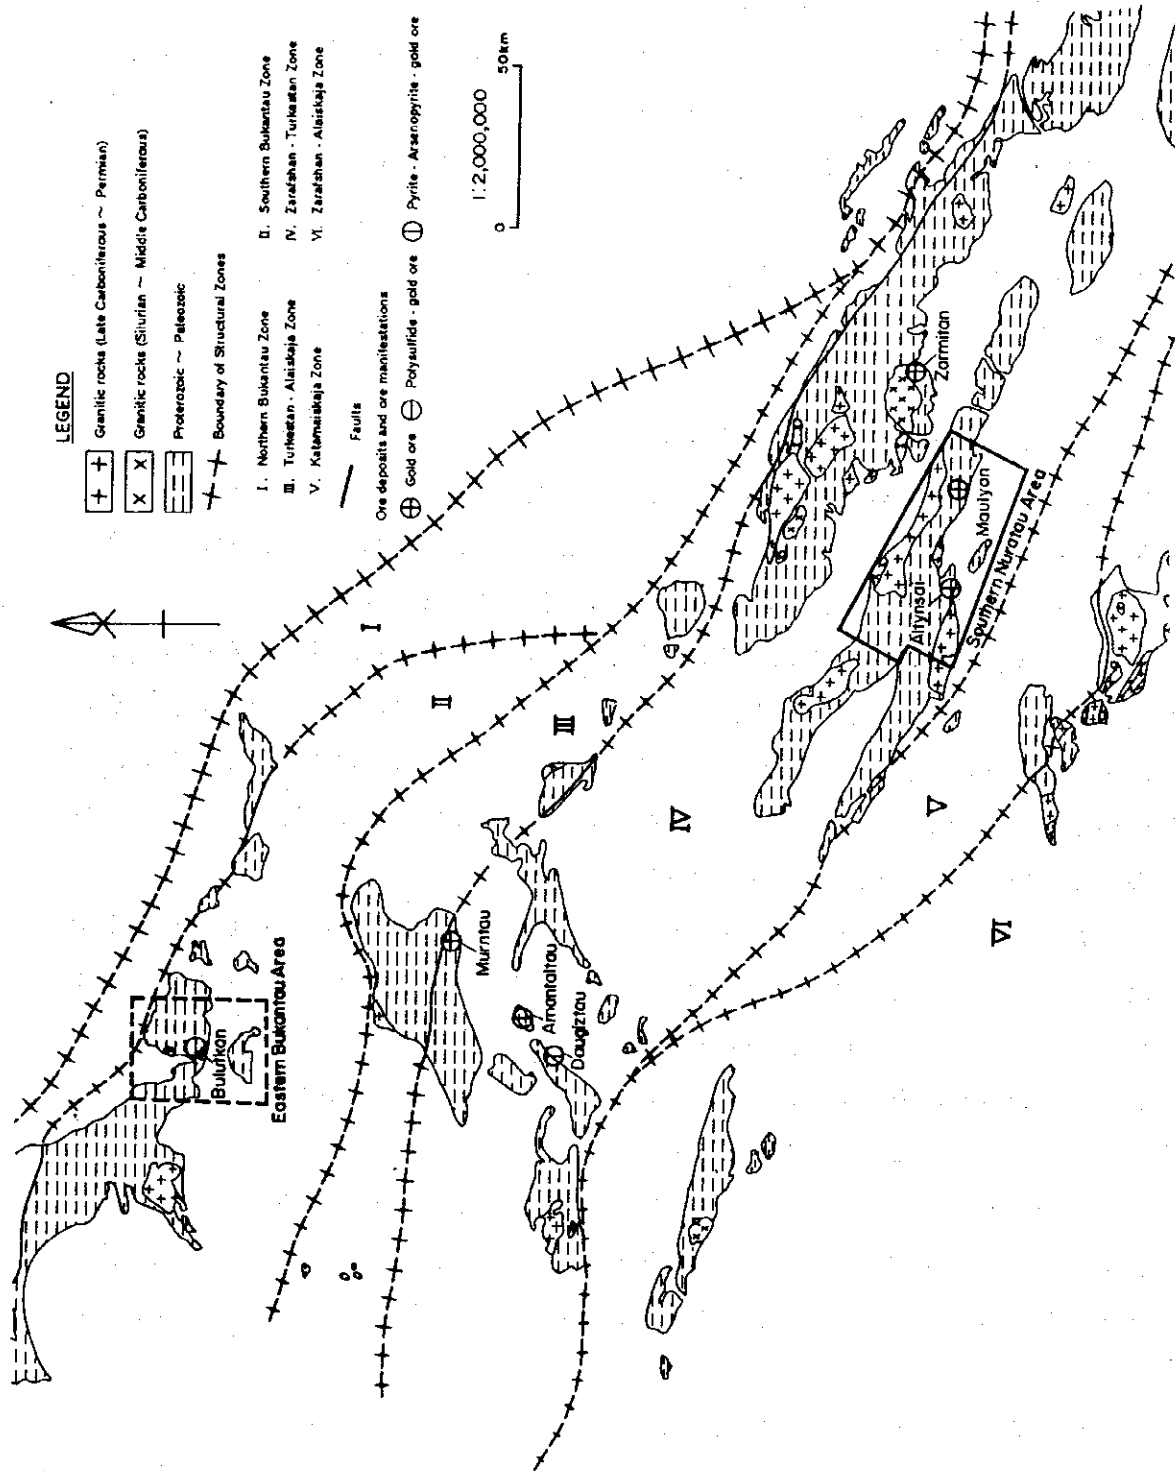 LEGEND
Granitic rocks (Late Carboniferous ~ Permian)
Granitic rocks (Silurian ~ Middle Carboniferous)
Proterozoic ~ Paleozoic
Boundary of Structural Zones
I. Northern Bukantau Zone
II. Southern Bukantau Zone
III. Turkestan - Alaiskaja Zone
IV. Zarafshan - Turkestan Zone
V. Katarnaiskaja Zone
VI. Zarafshan - Alaiskaja Zone
Faults
Ore deposits and ore manifestations
Gold ore
Polysulfide - gold ore
Pyrite - Arsenopyrite - gold ore
1:2,000,000
0
50km
I
II
III
IV
V
VI
Bulutkan
Eastern Bukantau Area
Murntau
Amantaitau
Daugiztau
Zarmitan
Altynsai
Maulyan
Southern Nuratau Area